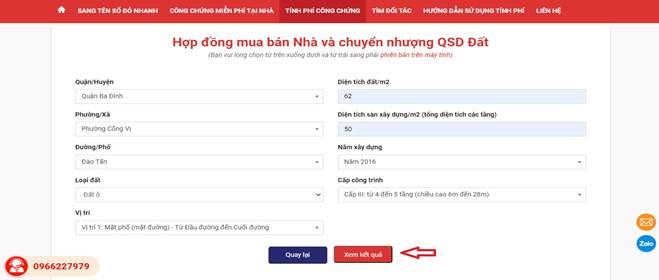 SANG TÊN SỔ ĐỎ NHANH CÔNG CHỨNG MIỄN PHÍ TẠI NHÀ TÍNH PHÍ CÔNG CHỨNG TÌM ĐỐI TÁC HƯỚNG DẪN SỬ DỤNG TÍNH PHÍ LIÊN HỆ
Hợp đồng mua bán Nhà và chuyển nhượng QSD Đất
(Bạn vui lòng chọn từ trên xuống dưới và từ trái sang phải phiên bản trên máy tính)
Quận/Huyện
Quận Ba Đình
Phường/Xã
Phường Cống Vị
Đường/Phố
Đào Tấn
Loại đất
Đất ở
Vị trí
Vị trí 1: Mặt phố (mặt đường) - Từ Đầu đường đến Cuối đường
Diện tích đất/m2
62
Diện tích sàn xây dựng/m2 (tổng diện tích các tầng)
50
Năm xây dựng
Năm 2016
Cấp công trình
Cấp III: từ 4 đến 5 tầng (chiều cao 6m đến 28m)
Quay lại
Xem kết quả
0966227979
Zalo